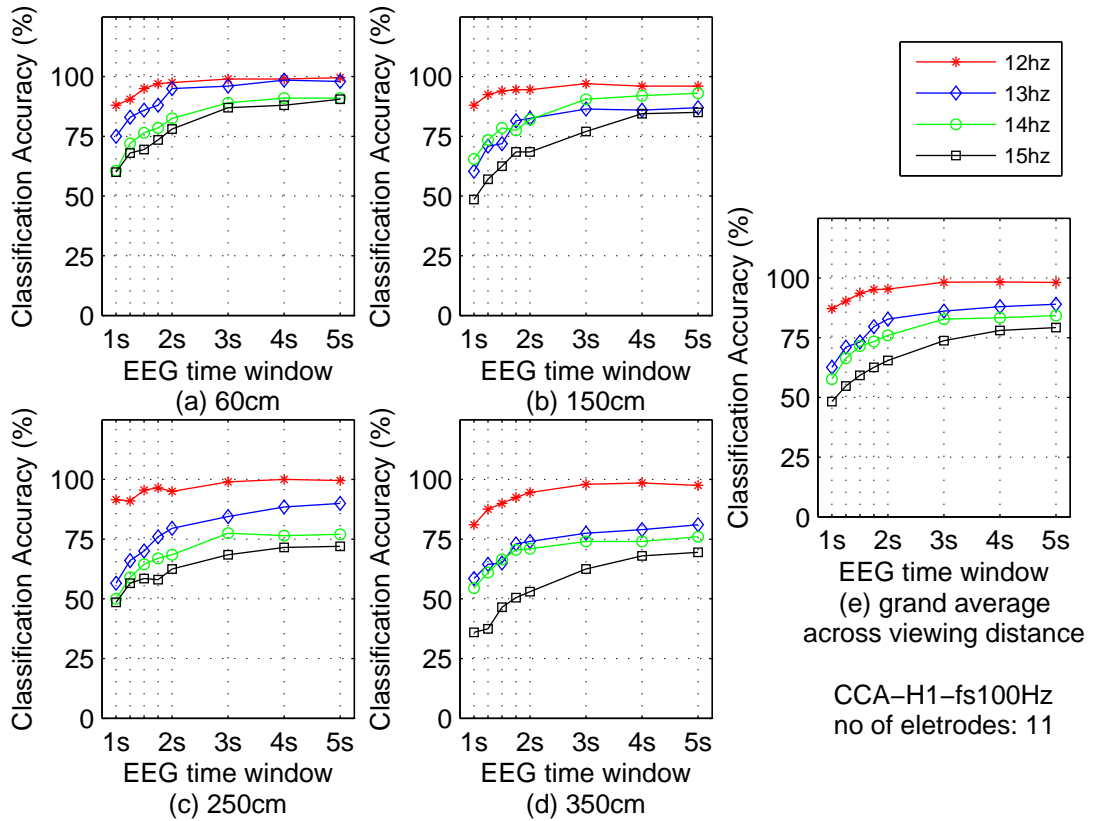 Classification Accuracy (%)
100
75
50
25
0
1s 2s 3s 4s 5s
EEG time window
(a) 60cm
Classification Accuracy (%)
100
75
50
25
0
1s 2s 3s 4s 5s
EEG time window
(b) 150cm
12hz
13hz
14hz
15hz
Classification Accuracy (%)
100
75
50
25
0
1s 2s 3s 4s 5s
EEG time window
(c) 250cm
Classification Accuracy (%)
100
75
50
25
0
1s 2s 3s 4s 5s
EEG time window
(d) 350cm
Classification Accuracy (%)
100
75
50
25
0
1s 2s 3s 4s 5s
EEG time window
(e) grand average
across viewing distance
CCA−H1−fs100Hz
no of eletrodes: 11